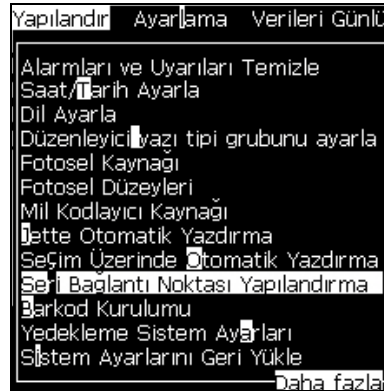 Yapılandır Ayarlama Verileri Günlü
Alarmları ve Uyarıları Temizle
Saat/Tarih Ayarla
Dil Ayarla
Düzenleyici yazı tipi grubunu ayarla
Fotosel Kaynağı
Fotosel Düzeyleri
Mil Kodlayıcı Kaynağı
Jette Otomatik Yazdırma
Seçim Üzerinde Otomatik Yazdırma
Seri Bağlantı Noktası Yapılandırma
Barkod Kurulumu
Yedekleme Sistem Ayarları
Sistem Ayarlarını Geri Yükle
Daha fazla